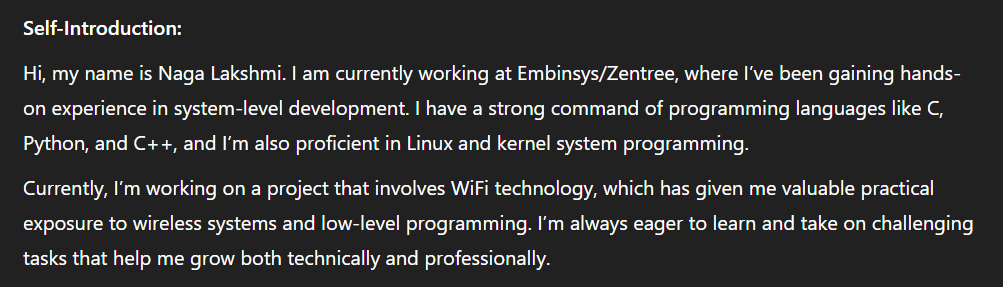 Self-Introduction:
Hi, my name is Naga Lakshmi. I am currently working at Embinsys/Zentree, where I’ve been gaining hands-
on experience in system-level development. I have a strong command of programming languages like C,
Python, and C++, and I’m also proficient in Linux and kernel system programming.
Currently, I’m working on a project that involves WiFi technology, which has given me valuable practical
exposure to wireless systems and low-level programming. I’m always eager to learn and take on challenging
tasks that help me grow both technically and professionally.